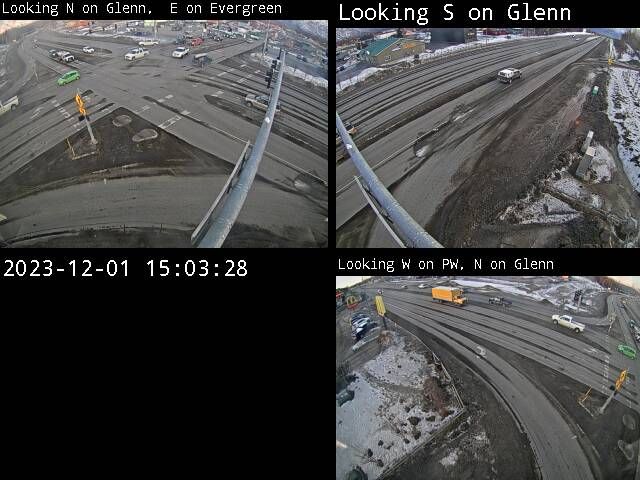 Looking N on Glenn, E on Evergreen
Looking S on Glenn
2023-12-01 15:03:28
Looking W on PW, N on Glenn